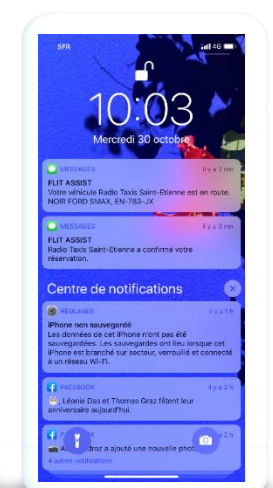 SFR 4G
10:03
Mercredi 30 octobre
MESSAGES il y a 2 mn
FLIT ASSIST
Votre véhicule Radio Taxis Saint-Etienne est en route.
NOIR FORD SMAX, EN-783-JX
MESSAGES il y a 3 mn
FLIT ASSIST
Radio Taxis Saint-Etienne a confirmé votre
réservation.
Centre de notifications
RÉGLAGES il y a 1 h
iPhone non sauvegardé
Les données de cet iPhone n'ont pas été
sauvegardées. Les sauvegardes ont lieu lorsque cet
iPhone est branché sur secteur, verrouillé et connecté
à un réseau Wi-Fi.
FACEBOOK il y a 2 h
, Léonie Das et Thomas Graz fêtent leur
anniversaire aujourd'hui.
a 2 h
droz a ajouté une nouvelle phot
4 autres notifications